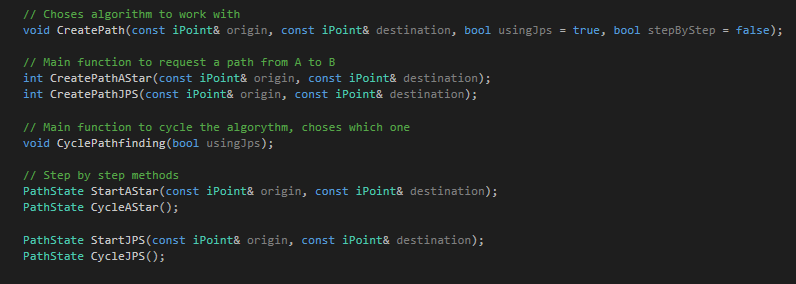 // Choses algorithm to work with
void CreatePath(const iPoint& origin, const iPoint& destination, bool usingJps = true, bool stepByStep = false);
// Main function to request a path from A to B
int CreatePathAStar(const iPoint& origin, const iPoint& destination);
int CreatePathJPS(const iPoint& origin, const iPoint& destination);
// Main function to cycle the algorythm, choses which one
void CyclePathfinding(bool usingJps);
// Step by step methods
PathState StartAStar(const iPoint& origin, const iPoint& destination);
PathState CycleAStar();
PathState StartJPS(const iPoint& origin, const iPoint& destination);
PathState CycleJPS();